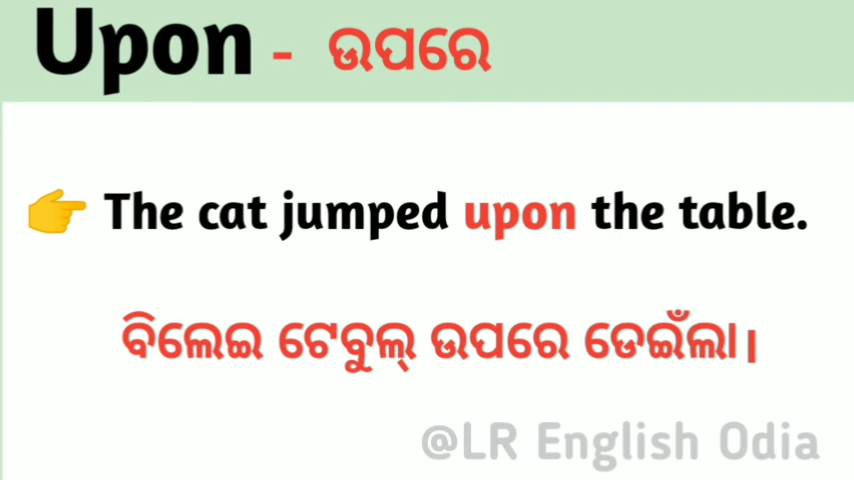 Upon - ଉପରେ
👉 The cat jumped upon the table.
ବିଲେଇ ଟେବୁଲ୍ ଉପରେ ଡେଇଁଲା।
@LR English Odia